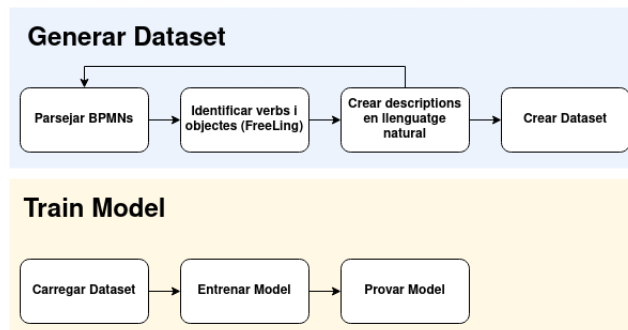 Generar Dataset
Parsejar BPMNs
Identificar verbs i
objectes (FreeLing)
Crear descriptions
en llenguatge
natural
Crear Dataset
Train Model
Carregar Dataset
Entrenar Model
Provar Model